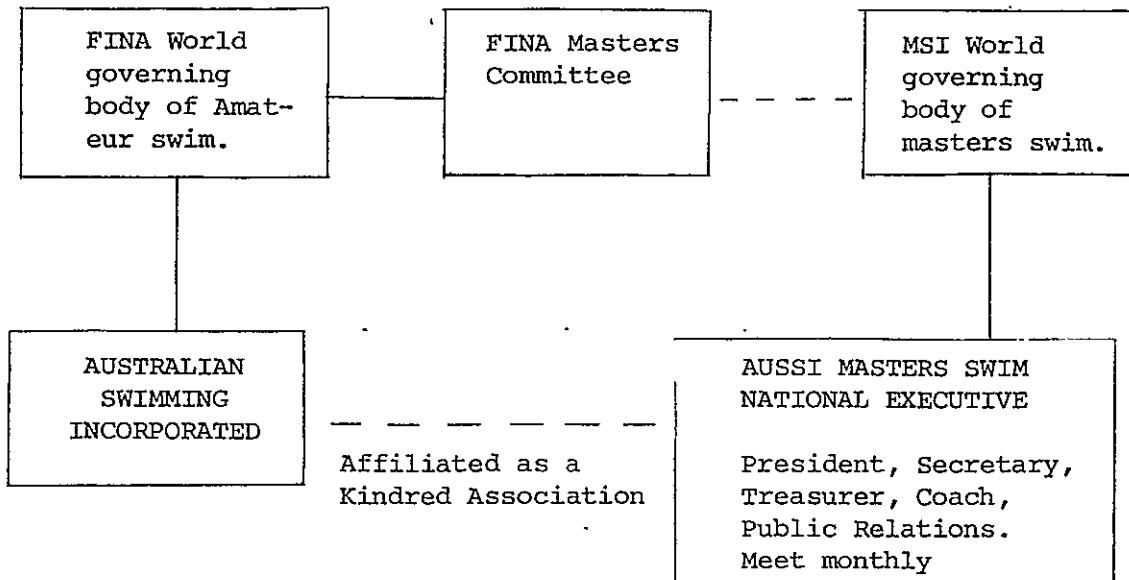 FINA World
governing
body of Amat-
eur swim.
FINA Masters
Committee
MSI World
governing
body of
masters swim.
AUSTRALIAN
SWIMMING
INCORPORATED
Affiliated as a
Kindred Association
AUSSI MASTERS SWIM
NATIONAL EXECUTIVE
President, Secretary,
Treasurer, Coach,
Public Relations.
Meet monthly